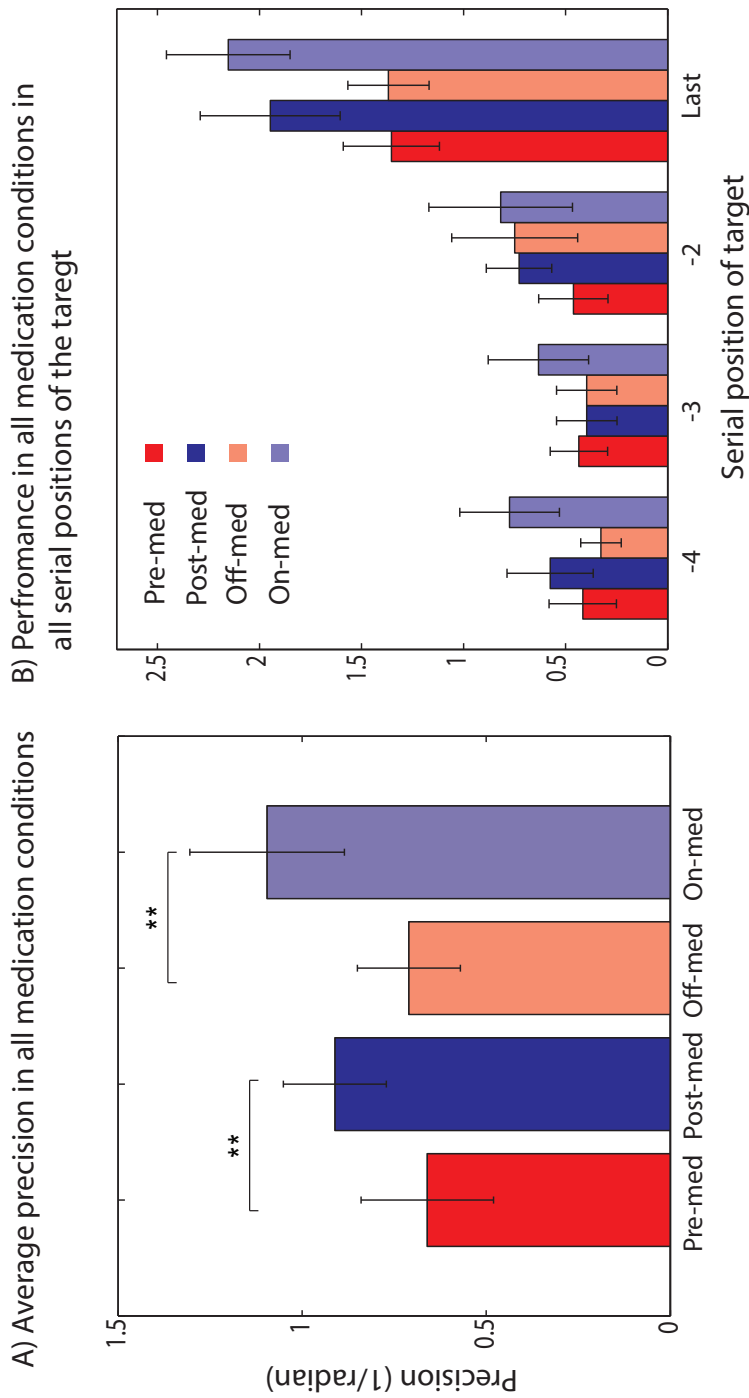 A) Average precision in all medication conditions
Precision (1/radian)
1.5
1
0.5
0
**
**
Pre-med Post-med Off-med On-med
B) Perfromance in all medication conditions in
all serial positions of the taregt
2.5
2
1.5
1
0.5
0
Pre-med
Post-med
Off-med
On-med
-4 -3 -2 Last
Serial position of target